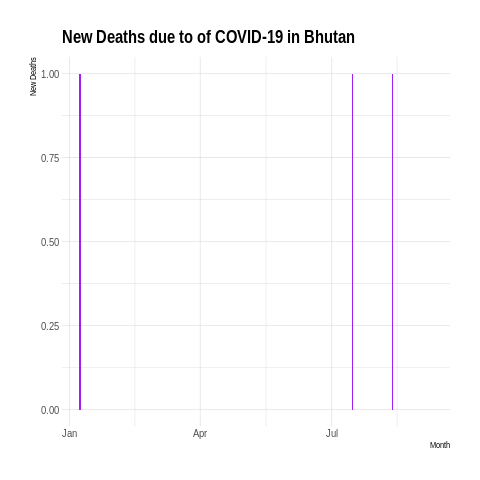 New Deaths due to of COVID-19 in Bhutan
New Deaths
1.00
0.75
0.50
0.25
0.00
Jan Apr Jul
Month